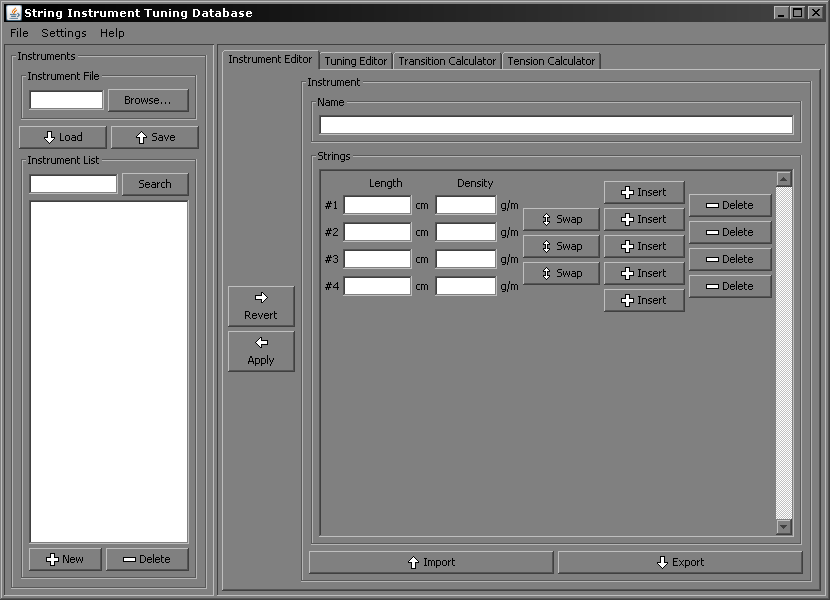 String Instrument Tuning Database
File Settings Help
Instruments
Instrument File
Browse...
Load Save
Instrument List
Search
New Delete
Instrument Editor Tuning Editor Transition Calculator Tension Calculator
Revert
Apply
Instrument
Name
Strings
Length Density
Insert
#1 cm g/m Delete
Swap Insert
#2 cm g/m Delete
Swap Insert
#3 cm g/m Delete
Swap Insert
#4 cm g/m Delete
Insert
Import Export